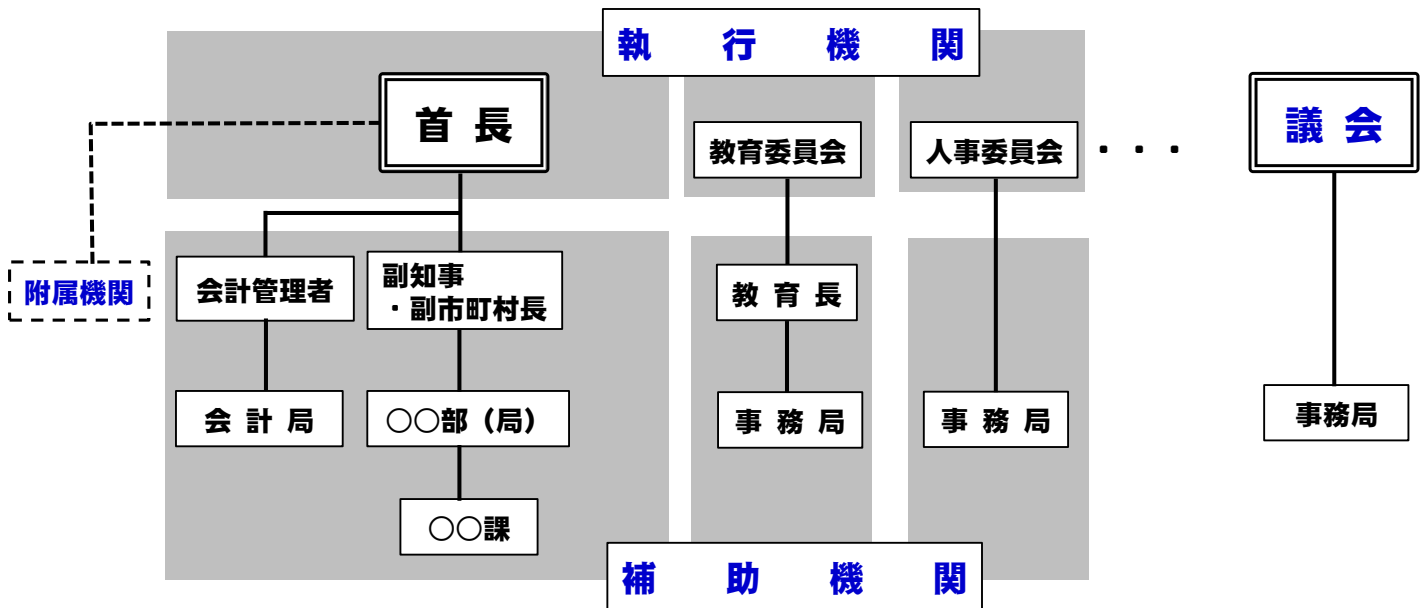 執 行 機 関
首 長
議 会
教育委員会
人事委員会
・・・
附属機関
会計管理者
副知事
・副市町村長
教 育 長
会 計 局
○○部（局）
事 務 局
事 務 局
事務局
○○課
補 助 機 関